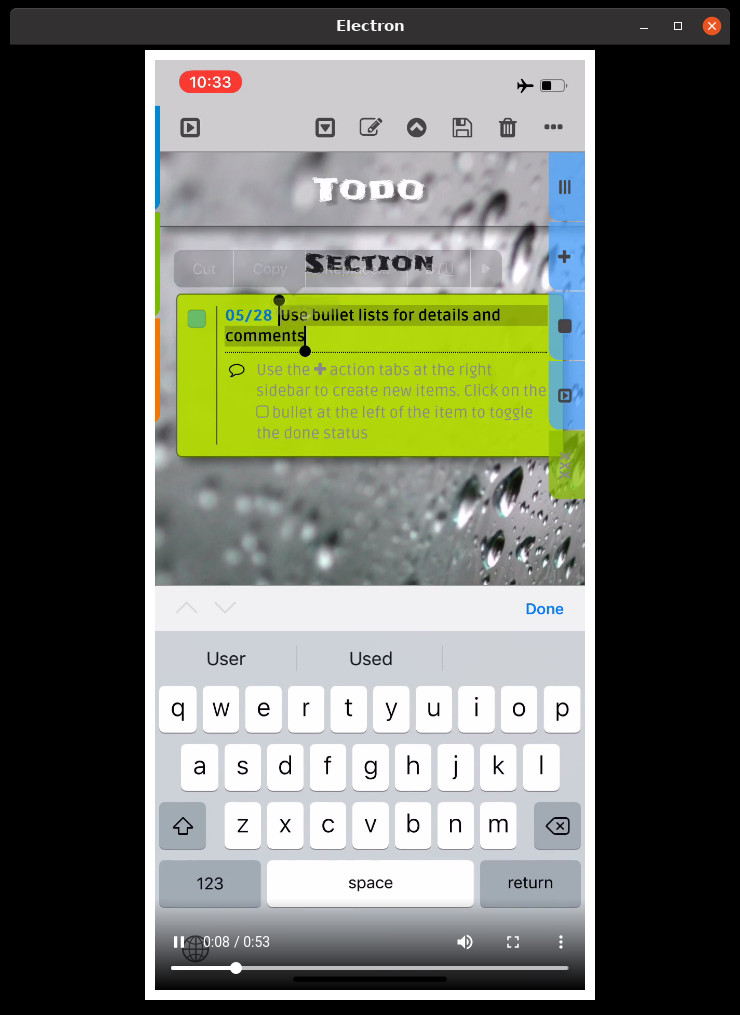 Electron
10:33
TODO
Cut Copy
SECTION
05/28 Use bullet lists for details and
comments
Use the + action tabs at the right
sidebar to create new items. Click on the
bullet at the left of the item to toggle
the done status
XXX
Done
User Used
q w e r t y u i o p
a s d f g h j k l
z x c v b n m
123 space return
0:08 / 0:53